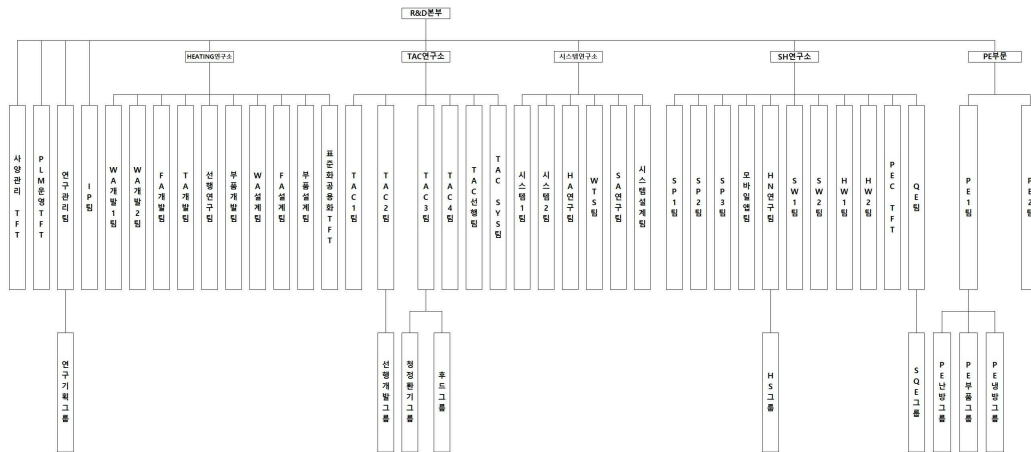 R&D본부
HEATING연구소
TAC연구소
시스템연구소
SH연구소
PE부문
사양관리 TFT
PLM운영TFT
연구관리팀
IP팀
WA개발1팀
WA개발2팀
FA개발팀
TA개발팀
선행연구팀
부품개발팀
WA설계팀
FA설계팀
부품설계팀
표준화공용화TFT
TAC1팀
TAC2팀
TAC3팀
TAC4팀
TAC선행팀
TAC SYS팀
시스템1팀
시스템2팀
HA연구팀
WTS팀
SA연구팀
시스템설계팀
SP1팀
SP2팀
SP3팀
모바일앱팀
HN연구팀
SW1팀
SW2팀
HW1팀
HW2팀
PEC TFT
QE팀
PE1팀
PE2팀
연구기획그룹
선행개발그룹
청정환기그룹
후드그룹
HS그룹
SQE그룹
PE난방그룹
PE부품그룹
PE냉방그룹